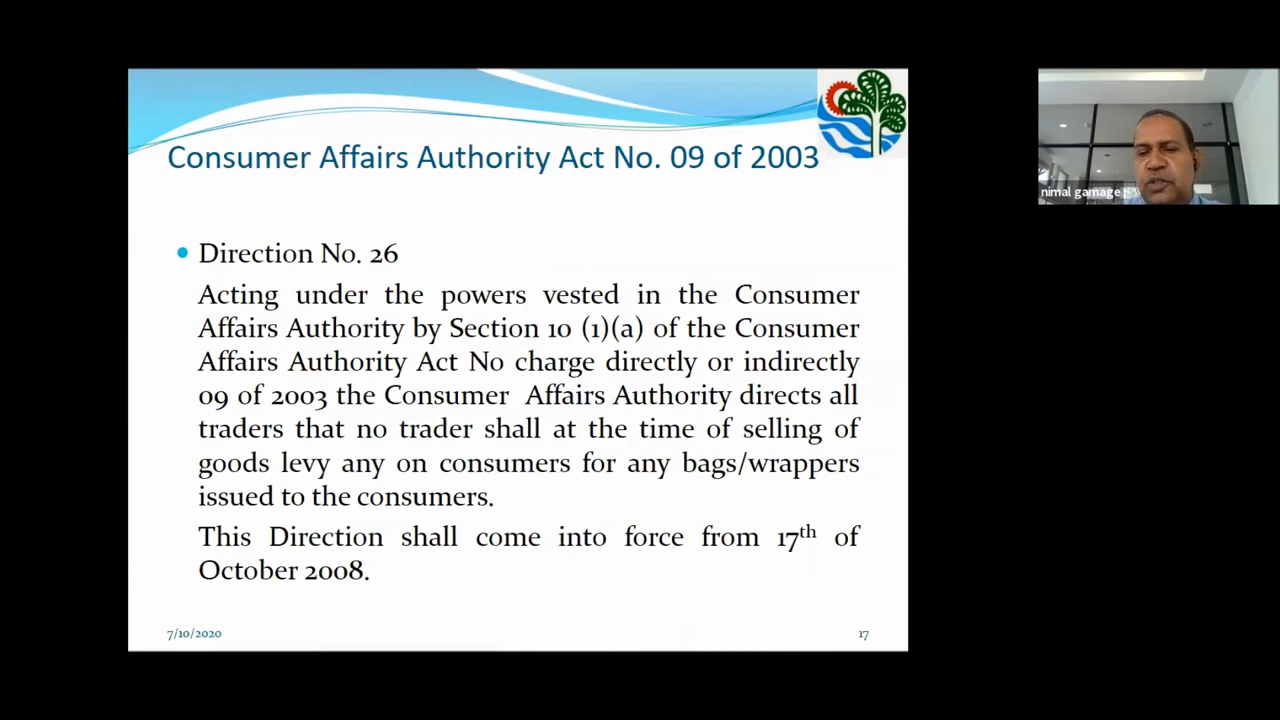 Consumer Affairs Authority Act No. 09 of 2003
nimal gamage
• Direction No. 26
Acting under the powers vested in the Consumer
Affairs Authority by Section 10 (1)(a) of the Consumer
Affairs Authority Act No charge directly or indirectly
09 of 2003 the Consumer Affairs Authority directs all
traders that no trader shall at the time of selling of
goods levy any on consumers for any bags/wrappers
issued to the consumers.
This Direction shall come into force from 17th of
October 2008.
7/10/2020
17